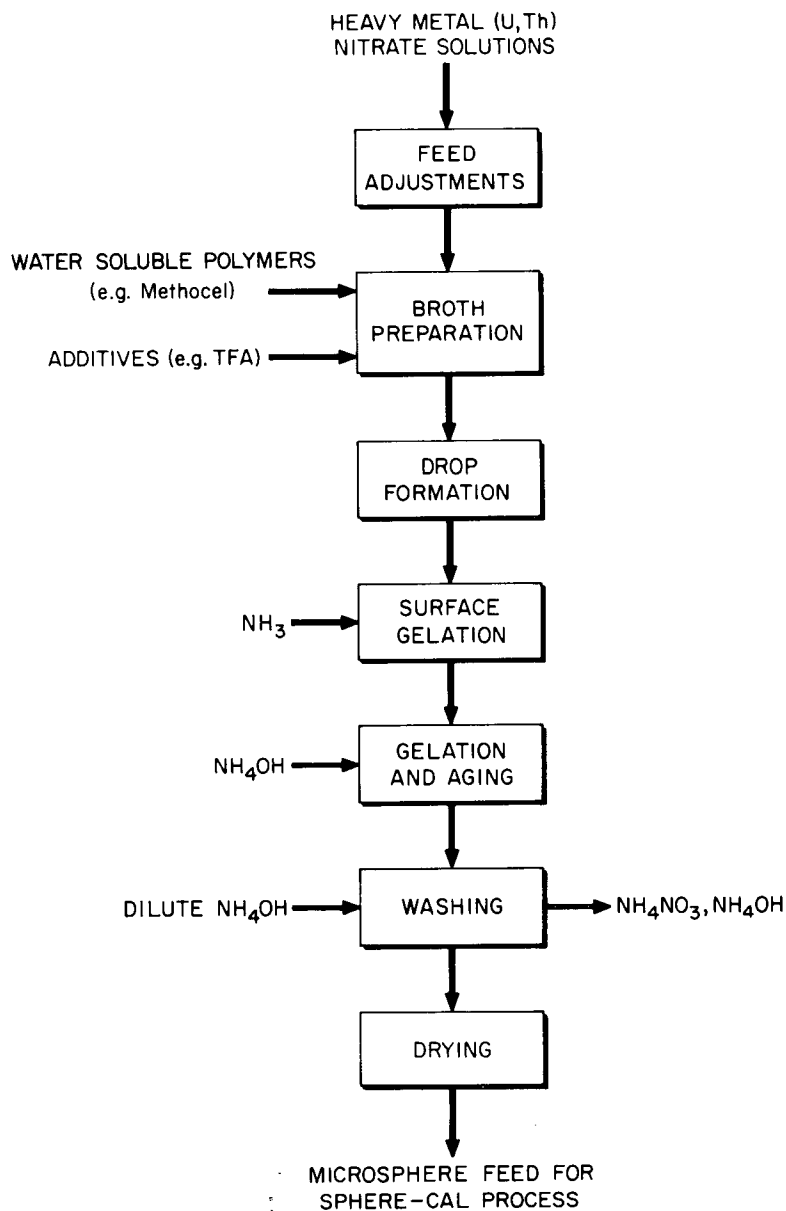 HEAVY METAL (U,Th)
NITRATE SOLUTIONS
FEED
ADJUSTMENTS
WATER SOLUBLE POLYMERS
(e.g. Methocel)
ADDITIVES (e.g. TFA)
BROTH
PREPARATION
DROP
FORMATION
NH₃
SURFACE
GELATION
NH₄OH
GELATION
AND AGING
DILUTE NH₄OH
WASHING
NH₄NO₃, NH₄OH
DRYING
MICROSPHERE FEED FOR
SPHERE-CAL PROCESS